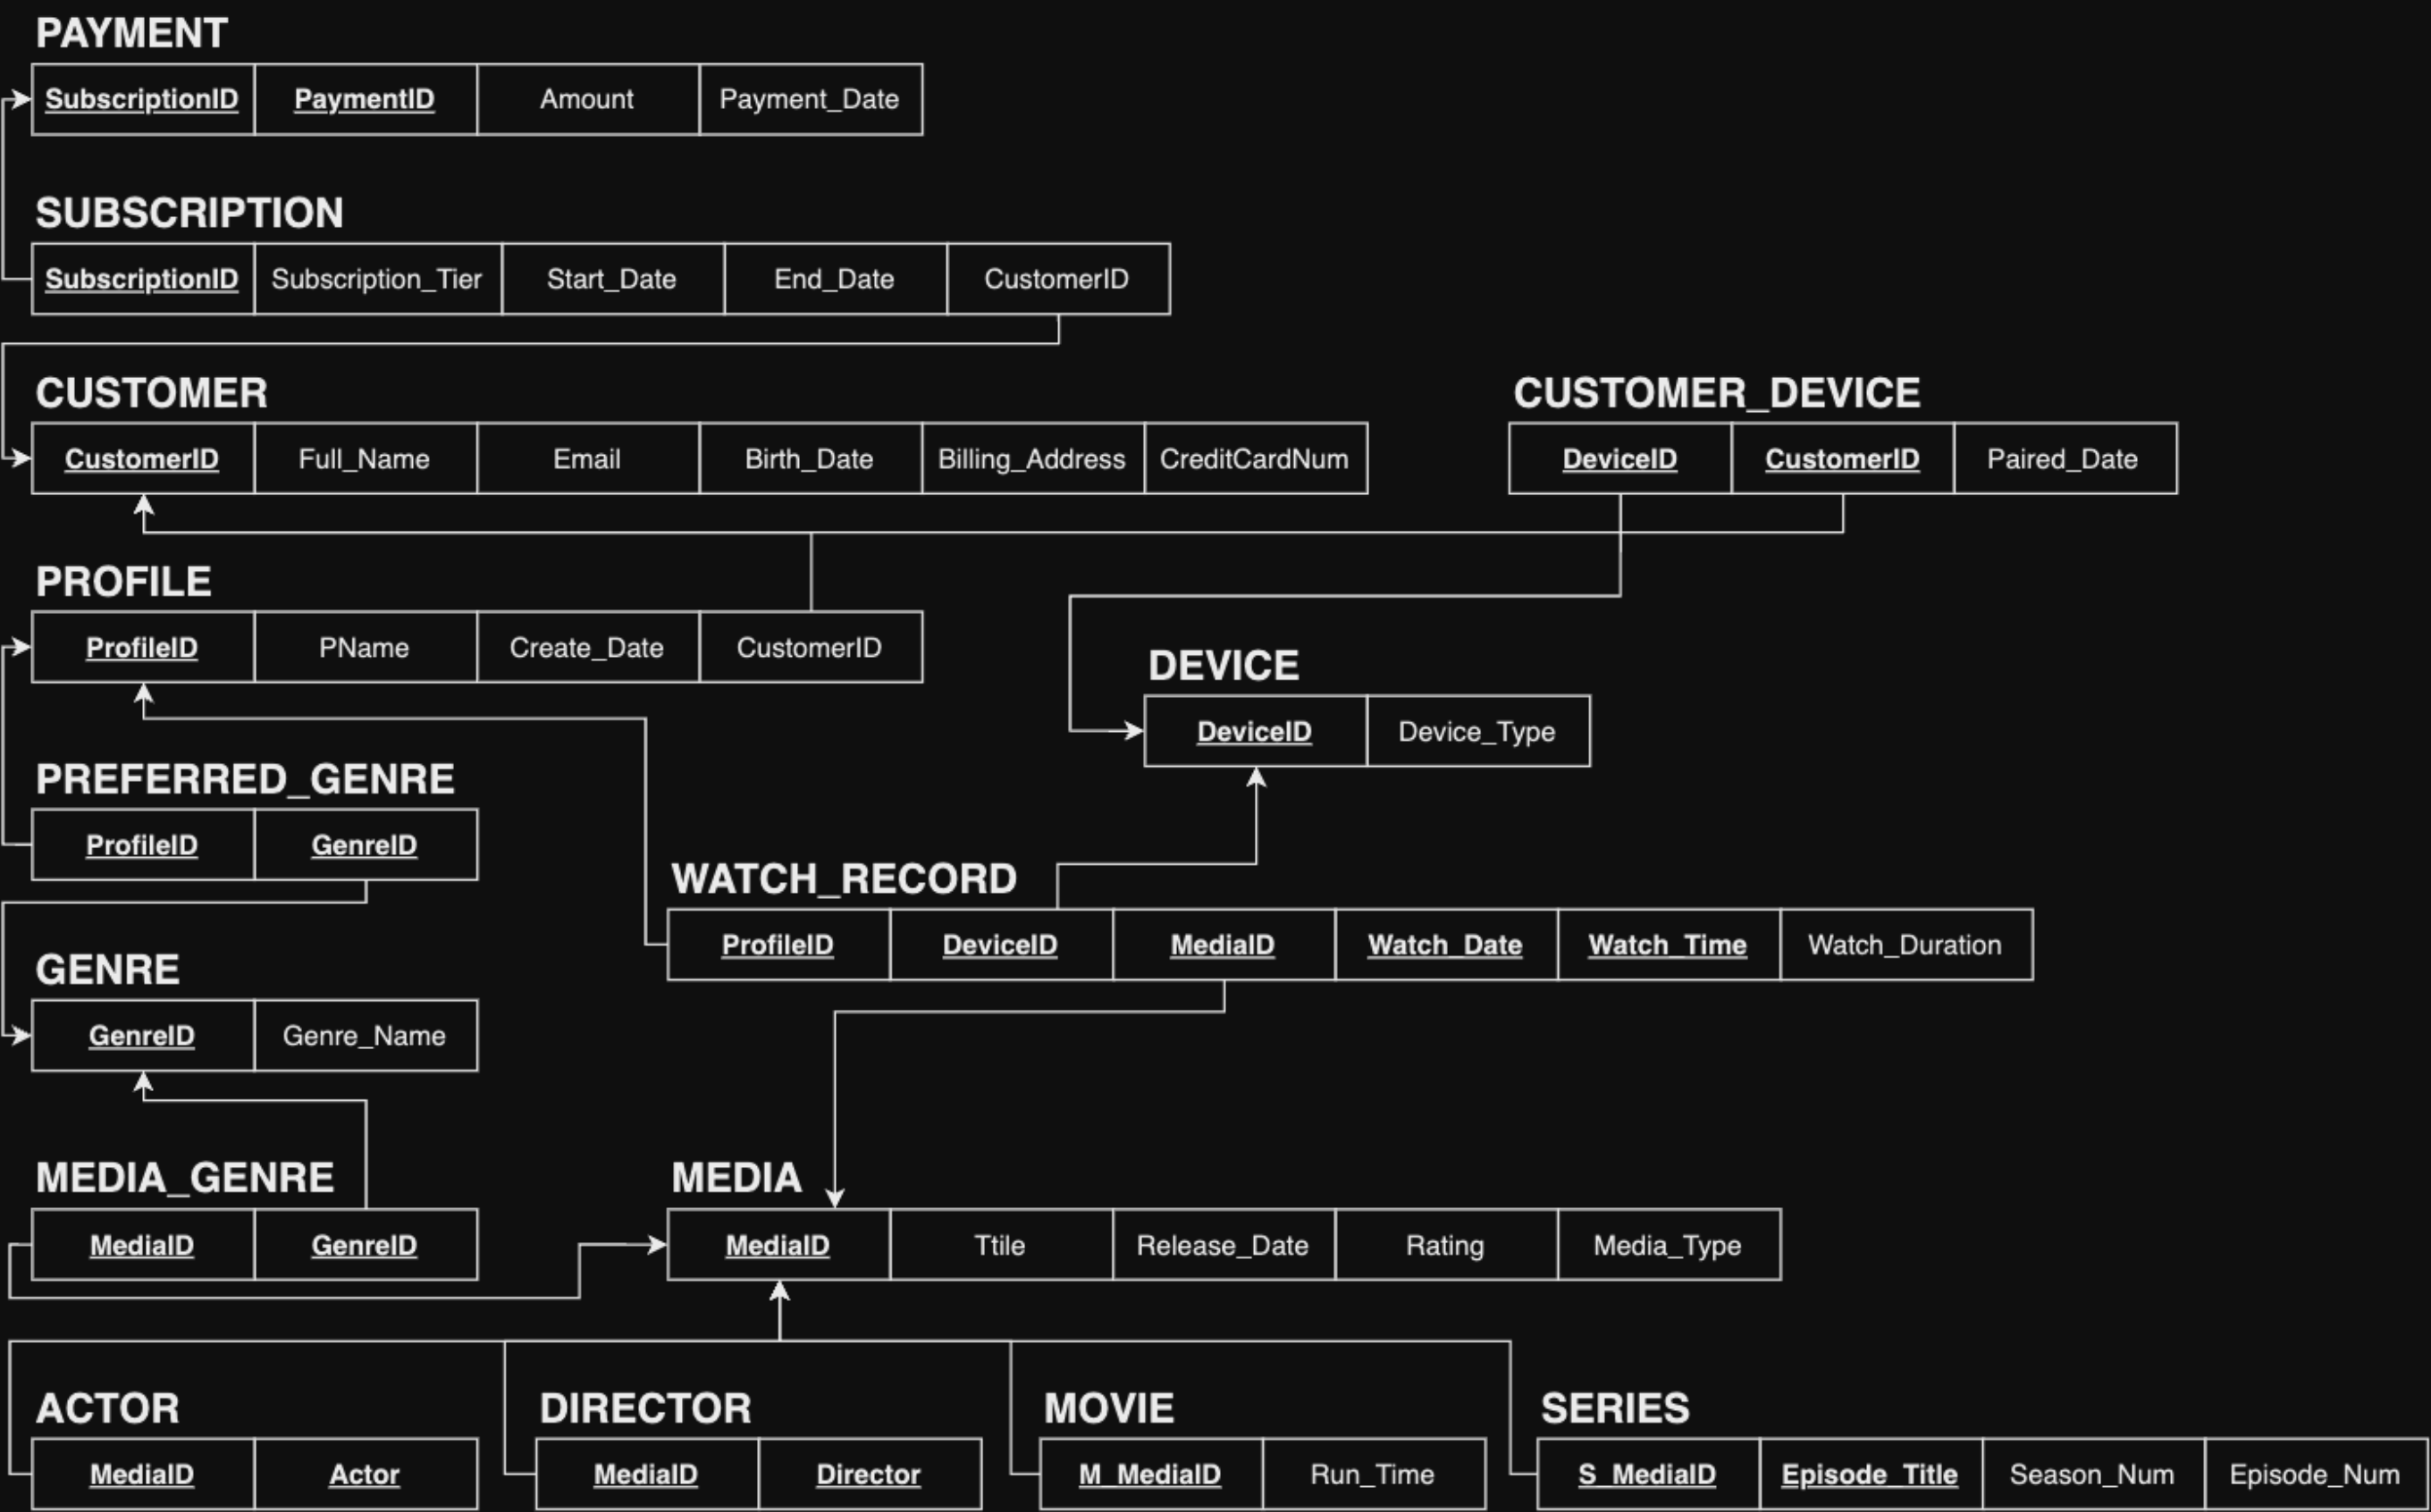 PAYMENT
SubscriptionID PaymentID Amount Payment_Date
SUBSCRIPTION
SubscriptionID Subscription_Tier Start_Date End_Date CustomerID
CUSTOMER
CustomerID Full_Name Email Birth_Date Billing_Address CreditCardNum
CUSTOMER_DEVICE
DeviceID CustomerID Paired_Date
PROFILE
ProfileID PName Create_Date CustomerID
DEVICE
DeviceID Device_Type
PREFERRED_GENRE
ProfileID GenreID
WATCH_RECORD
ProfileID DeviceID MediaID Watch_Date Watch_Time Watch_Duration
GENRE
GenreID Genre_Name
MEDIA_GENRE
MediaID GenreID
MEDIA
MediaID Ttile Release_Date Rating Media_Type
ACTOR
MediaID Actor
DIRECTOR
MediaID Director
MOVIE
M_MediaID Run_Time
SERIES
S_MediaID Episode_Title Season_Num Episode_Num